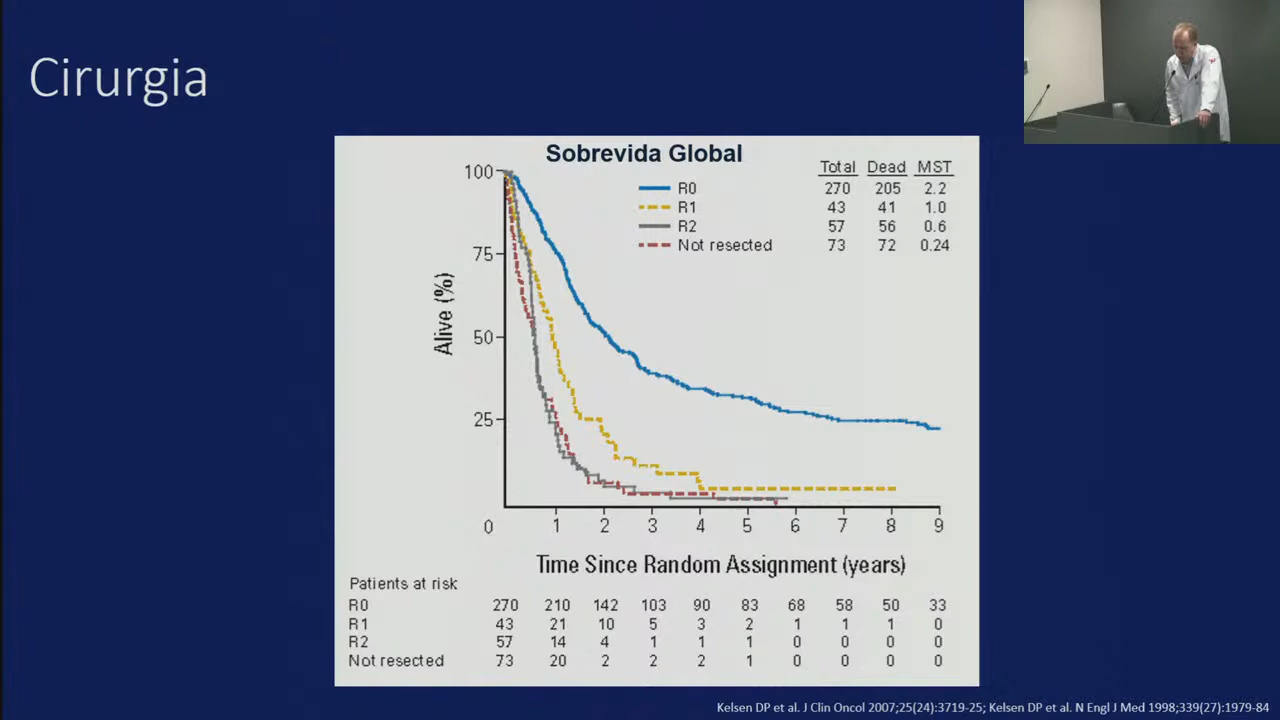 Cirurgia
Sobrevida Global
Total Dead MST
R0 270 205 2.2
R1 43 41 1.0
R2 57 56 0.6
Not resected 73 72 0.24
Alive (%)
100
75
50
25
0 1 2 3 4 5 6 7 8 9
Time Since Random Assignment (years)
Patients at risk
R0 270 210 142 103 90 83 68 58 50 33
R1 43 21 10 5 3 2 1 1 1 0
R2 57 14 4 1 1 1 0 0 0 0
Not resected 73 20 2 2 2 1 0 0 0 0
Kelsen DP et al. J Clin Oncol 2007;25(24):3719-25; Kelsen DP et al. N Engl J Med 1998;339(27):1979-84